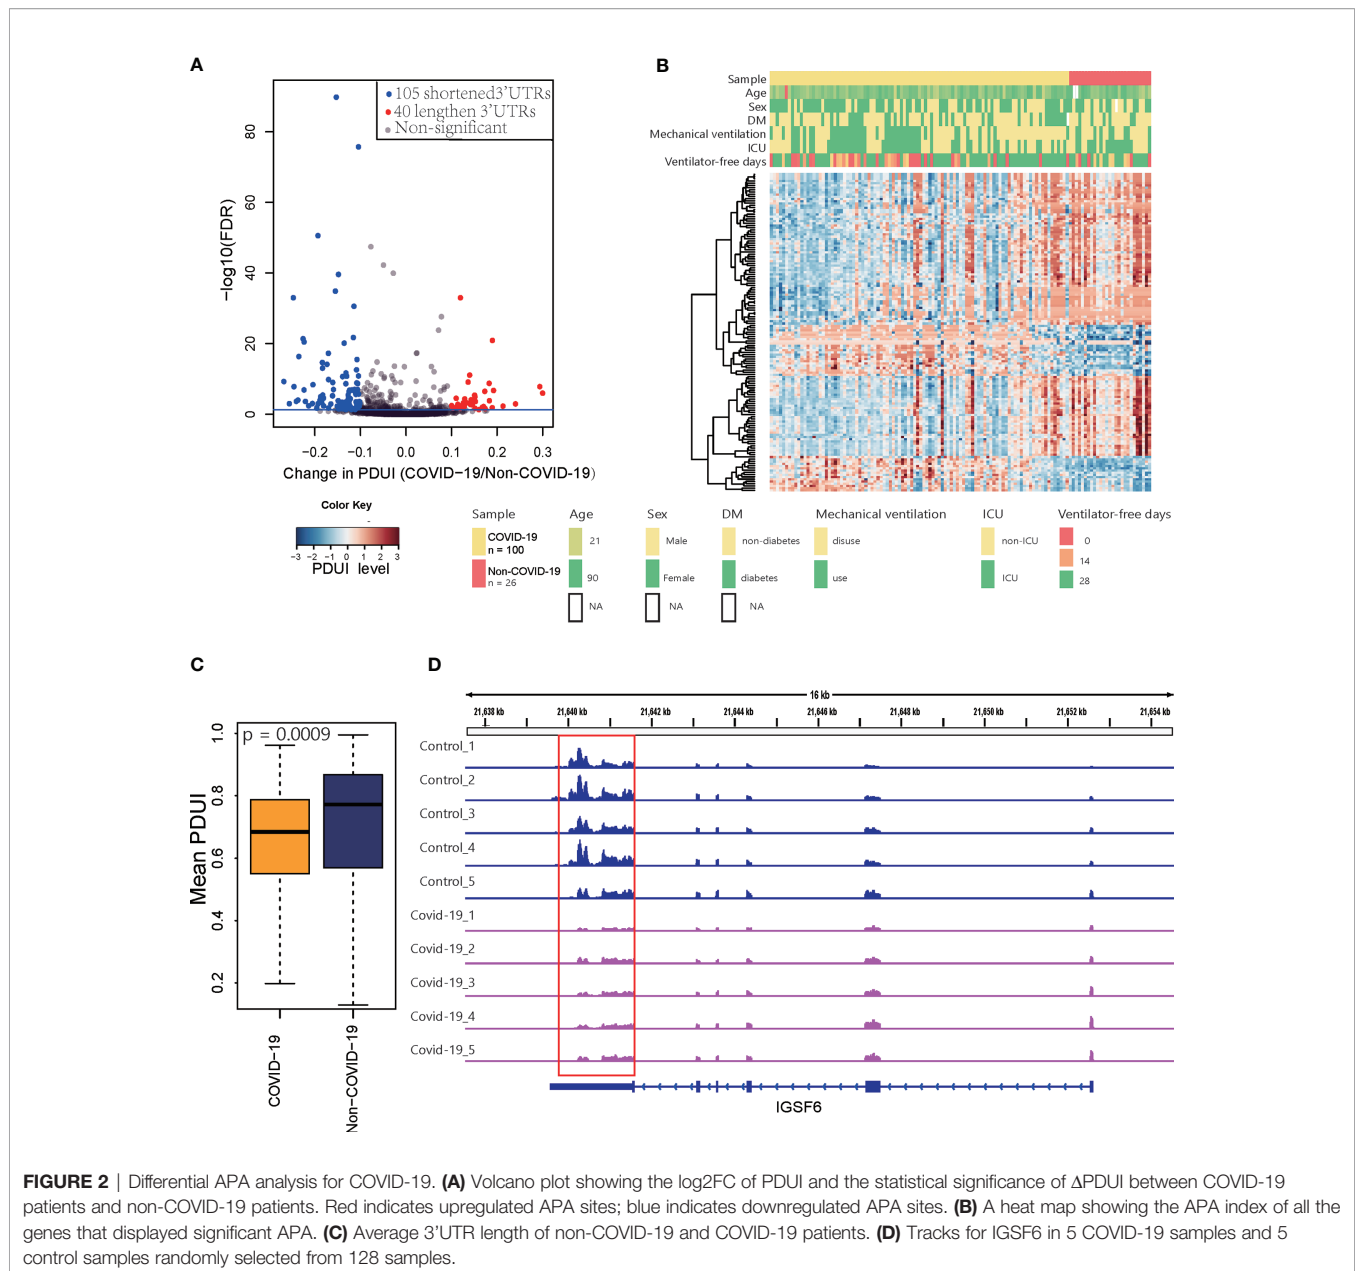 A
105 shortened3'UTRs
40 lengthen 3'UTRs
Non-significant
−log10(FDR)
80
60
40
20
0
−0.2 −0.1 0.0 0.1 0.2 0.3
Change in PDUI (COVID−19/Non−COVID-19)
B
Sample
Age
Sex
DM
Mechanical ventilation
ICU
Ventilator-free days
Color Key
−3 −2 −1 0 1 2 3
PDUI level
Sample
COVID-19
n = 100
Non-COVID-19
n = 26
Age
21
90
NA
Sex
Male
Female
NA
DM
non-diabetes
diabetes
NA
Mechanical ventilation
disuse
use
ICU
non-ICU
ICU
Ventilator-free days
0
14
28
C
p = 0.0009
Mean PDUI
1.0
0.8
0.6
0.4
0.2
COVID−19
Non−COVID−19
D
16 kb
21,638 kb 21,640 kb 21,642 kb 21,644 kb 21,646 kb 21,648 kb 21,650 kb 21,652 kb 21,654 kb
Control_1
Control_2
Control_3
Control_4
Control_5
Covid-19_1
Covid-19_2
Covid-19_3
Covid-19_4
Covid-19_5
IGSF6
FIGURE 2 | Differential APA analysis for COVID-19. (A) Volcano plot showing the log2FC of PDUI and the statistical significance of ΔPDUI between COVID-19
patients and non-COVID-19 patients. Red indicates upregulated APA sites; blue indicates downregulated APA sites. (B) A heat map showing the APA index of all the
genes that displayed significant APA. (C) Average 3'UTR length of non-COVID-19 and COVID-19 patients. (D) Tracks for IGSF6 in 5 COVID-19 samples and 5
control samples randomly selected from 128 samples.